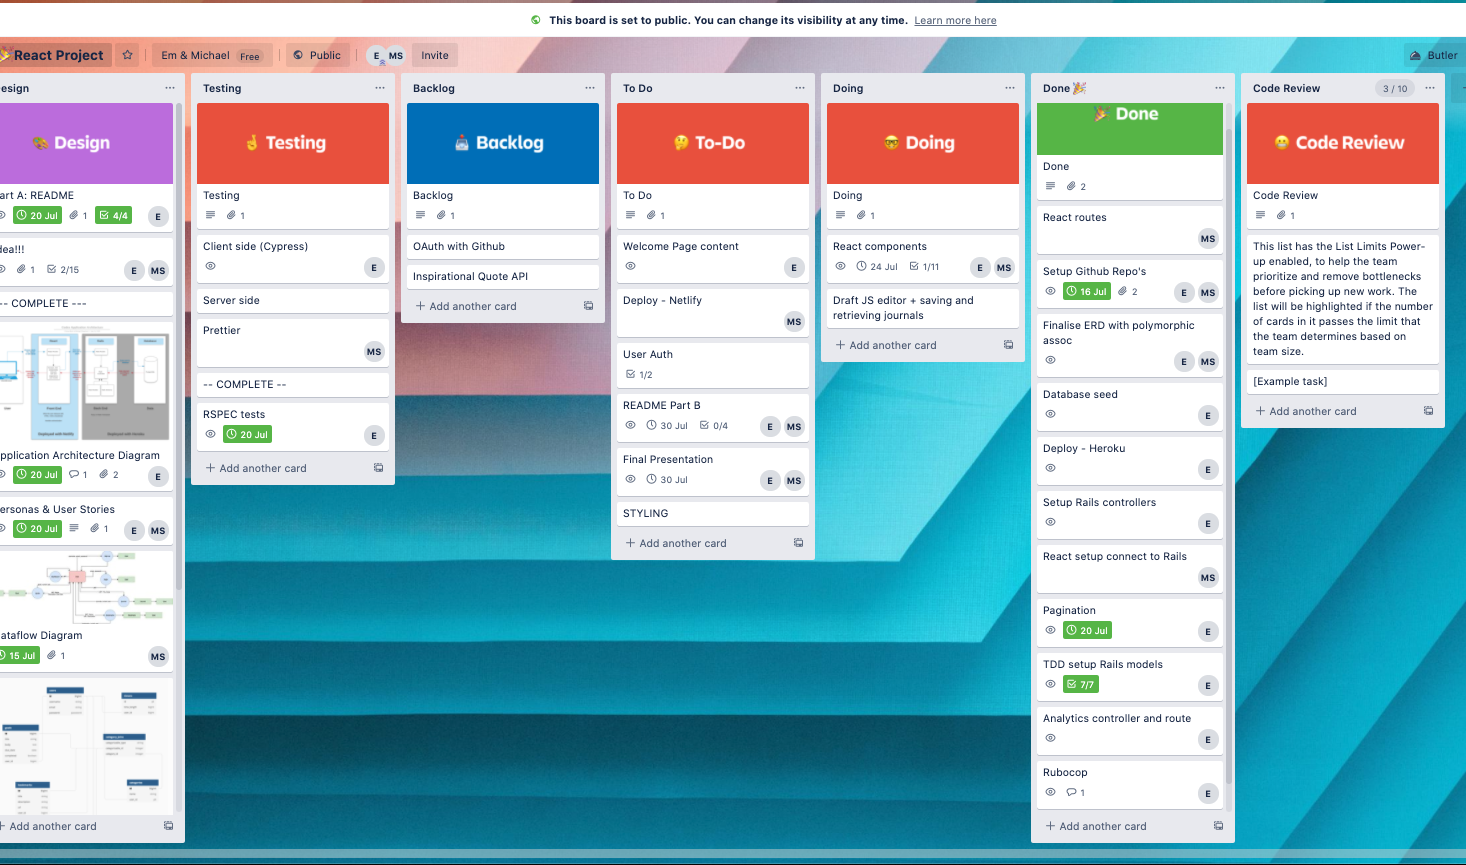 This board is set to public. You can change its visibility at any time. Learn more here
React Project
Em & Michael Free
Public
E MS
Invite
Butler
esign
Design
art A: README
20 Jul 1 4/4 E
dea!!!
1 2/15 E MS
-- COMPLETE ---
pplication Architecture Diagram
20 Jul 1 2 E
ersonas & User Stories
20 Jul 1 E MS
ataflow Diagram
15 Jul 1 MS
+ Add another card
Testing
Testing
Testing
1
Client side (Cypress)
E
Server side
Prettier
MS
-- COMPLETE --
RSPEC tests
20 Jul E
+ Add another card
Backlog
Backlog
Backlog
1
OAuth with Github
Inspirational Quote API
+ Add another card
To Do
To-Do
To Do
1
Welcome Page content
E
Deploy - Netlify
MS
User Auth
1/2
README Part B
30 Jul 0/4 E MS
Final Presentation
30 Jul E MS
STYLING
+ Add another card
Doing
Doing
Doing
1
React components
24 Jul 1/11 E MS
Draft JS editor + saving and
retrieving journals
+ Add another card
Done🎉
Done
Done
2
React routes
MS
Setup Github Repo's
16 Jul 2 E MS
Finalise ERD with polymorphic
assoc
E MS
Database seed
E
Deploy - Heroku
E
Setup Rails controllers
E
React setup connect to Rails
MS
Pagination
20 Jul E
TDD setup Rails models
7/7 E
Analytics controller and route
E
Rubocop
1 E
+ Add another card
Code Review 3 / 10
Code Review
Code Review
1
This list has the List Limits Power-
up enabled, to help the team
prioritize and remove bottlenecks
before picking up new work. The
list will be highlighted if the number
of cards in it passes the limit that
the team determines based on
team size.
[Example task]
+ Add another card